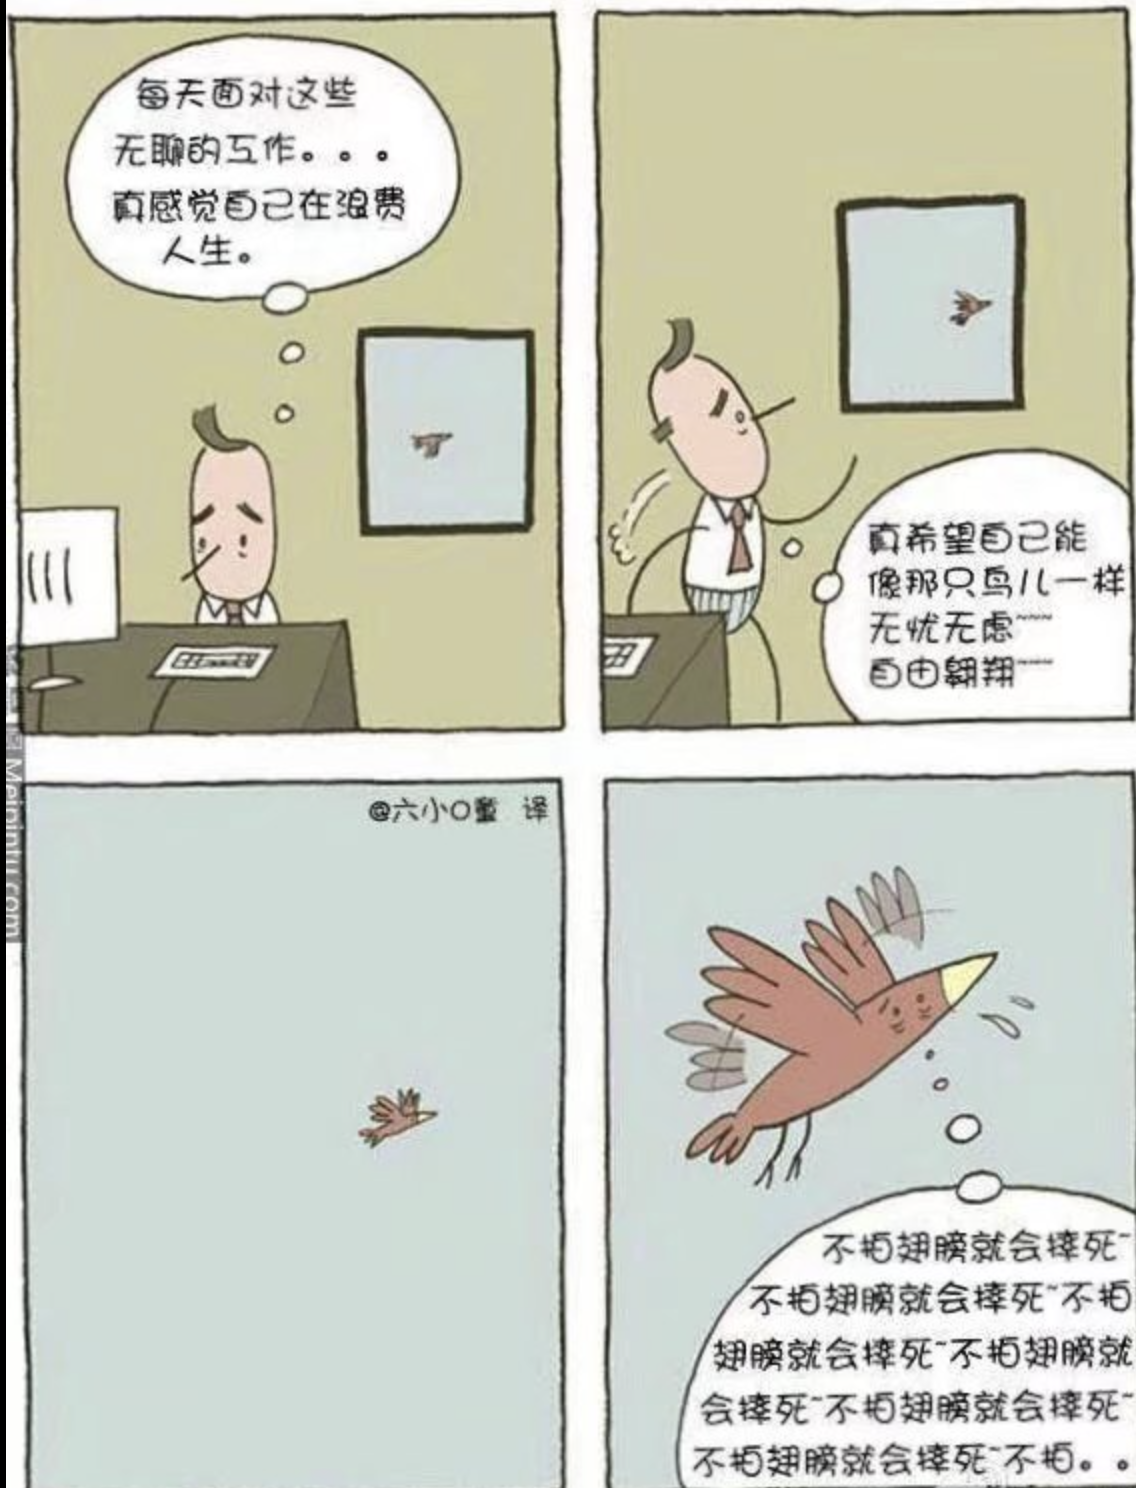 每天面对这些
无聊的工作。。。
真感觉自己在浪费
人生。
真希望自己能
像那只鸟儿一样
无忧无虑~~~
自由翱翔~~~
@六小O童 译
不拍翅膀就会摔死~
不拍翅膀就会摔死~不拍
翅膀就会摔死~不拍翅膀就
会摔死~不拍翅膀就会摔死~
不拍翅膀就会摔死~不拍。。
Meipintu.com